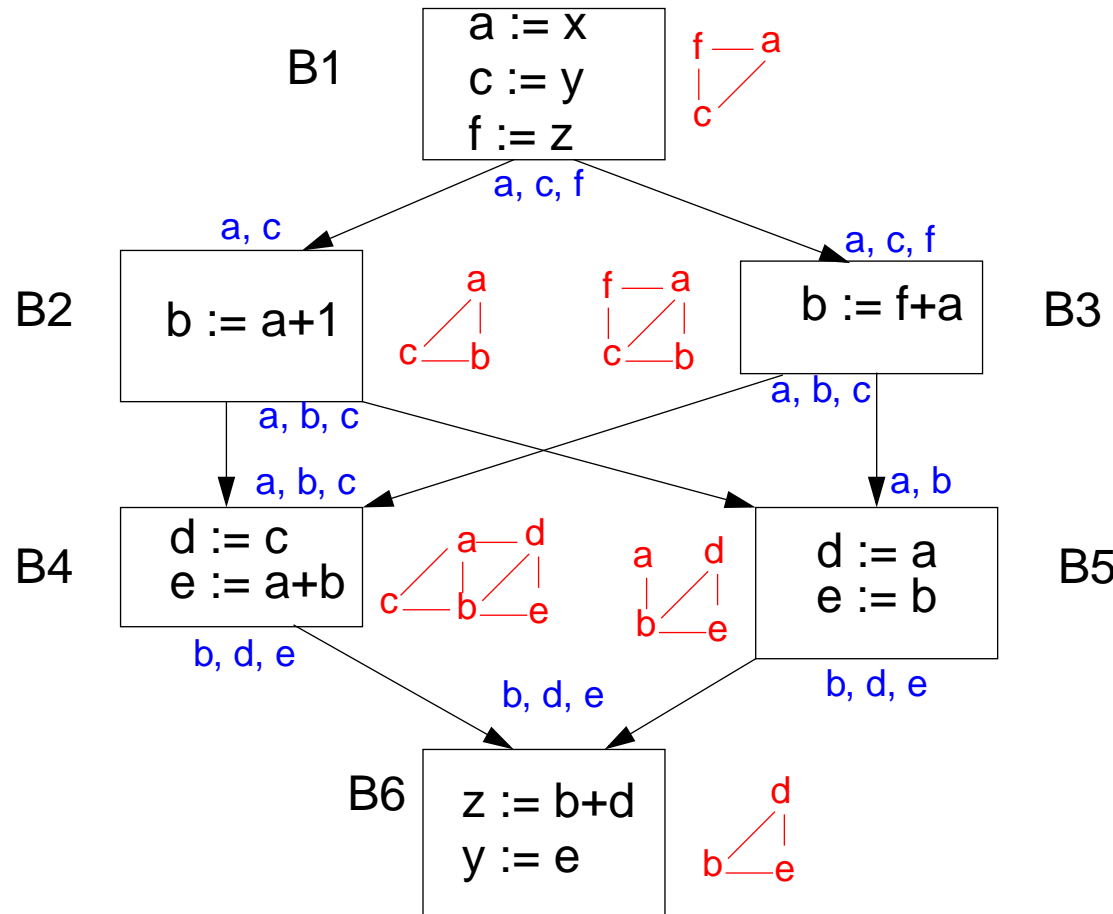 a := x
B1
c := y
f := z
f a
c
a, c, f
a, c
a, c, f
B2
b := a+1
a
c b
f a
c b
b := f+a
B3
a, b, c
a, b, c
a, b, c
a, b
B4
d := c
e := a+b
a d
c b e
a d
b e
d := a
e := b
B5
b, d, e
b, d, e
b, d, e
B6
z := b+d
y := e
d
b e